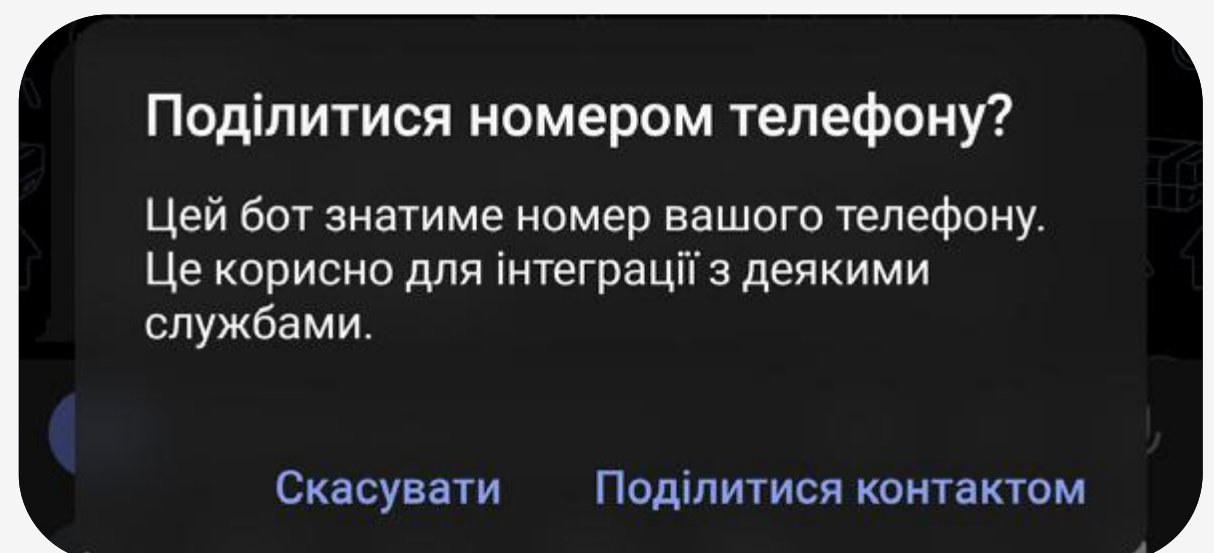 Поділитися номером телефону?
Цей бот знатиме номер вашого телефону.
Це корисно для інтеграції з деякими
службами.
Скасувати
Поділитися контактом